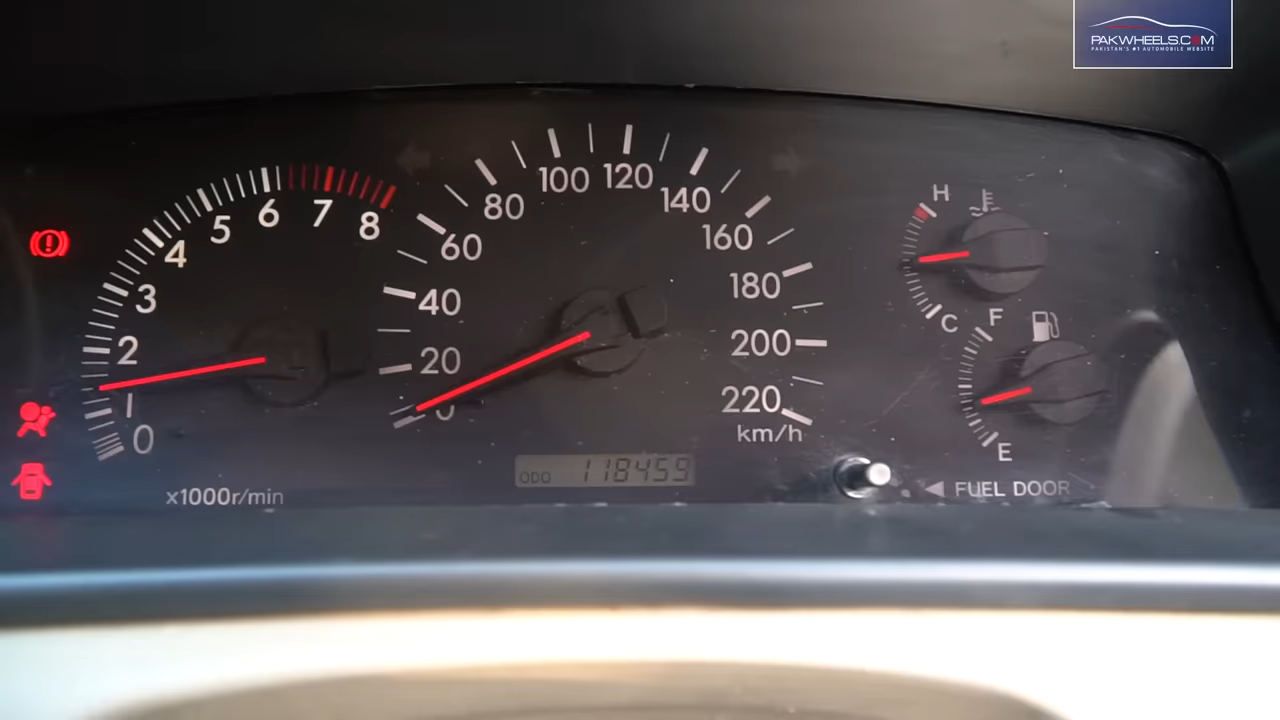 PAKWHEELS.COM
PAKISTAN'S #1 AUTOMOBILE WEBSITE
0 1 2 3 4 5 6 7 8
x1000r/min
0 20 40 60 80 100 120 140 160 180 200 220
km/h
ODO 118459
H
C
F
E
◀ FUEL DOOR